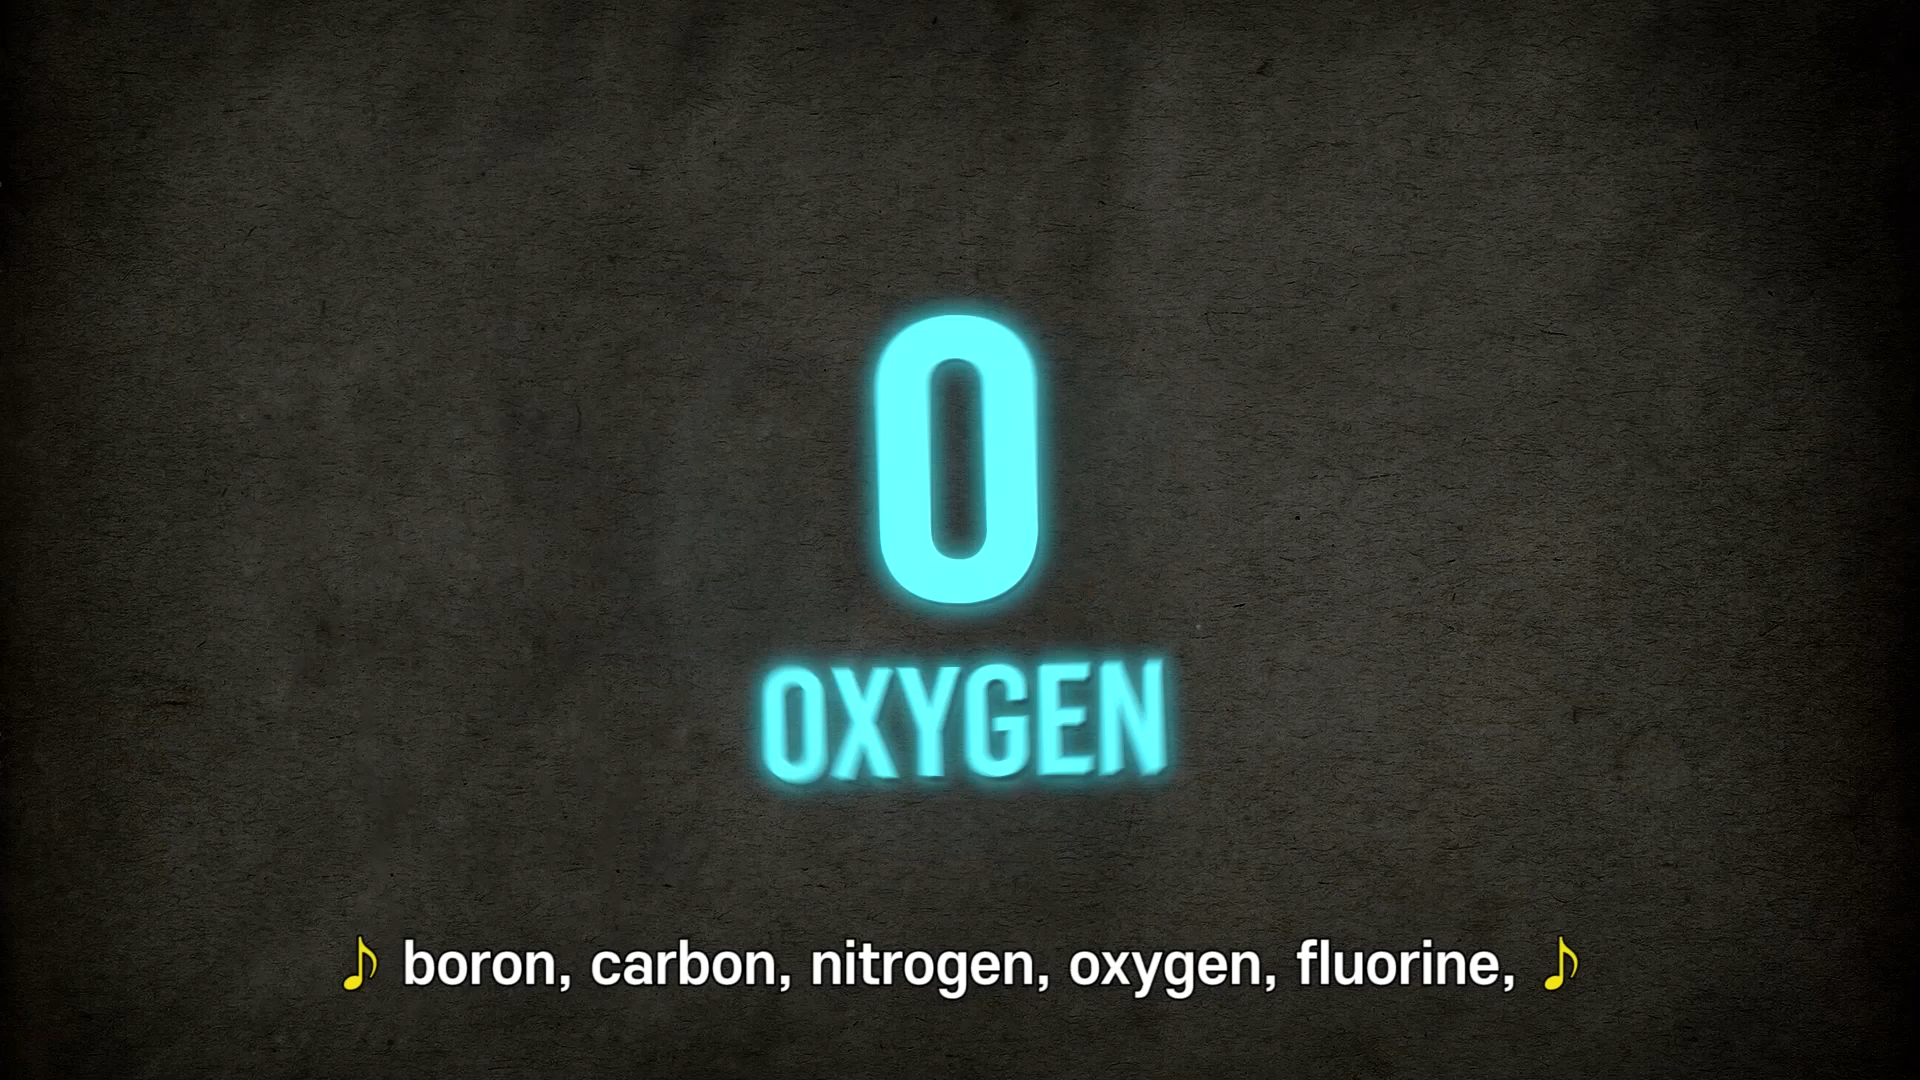 O
OXYGEN
♪ boron, carbon, nitrogen, oxygen, fluorine, ♪